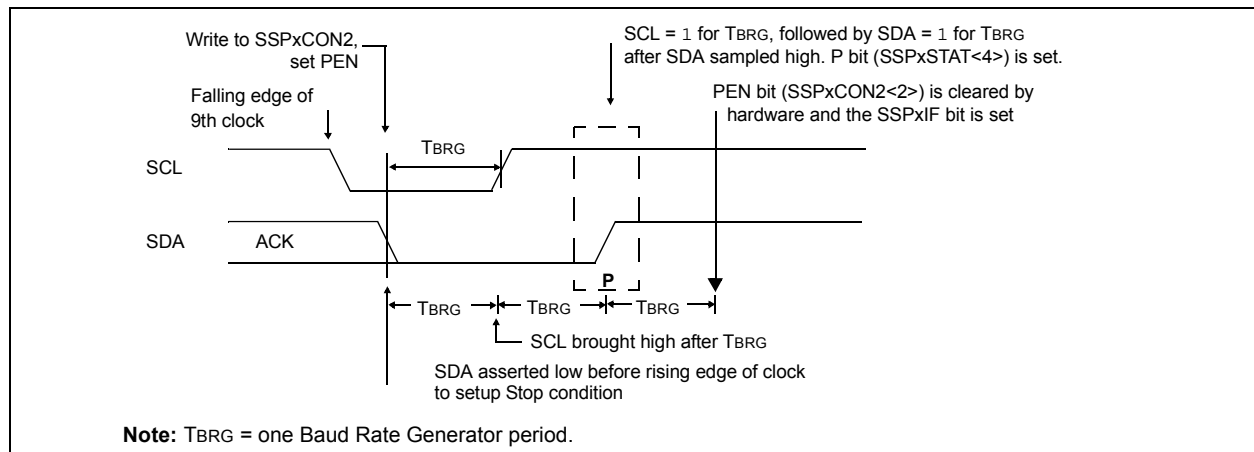 Write to SSPxCON2,
set PEN
SCL = 1 for TBRG, followed by SDA = 1 for TBRG
after SDA sampled high. P bit (SSPxSTAT<4>) is set.
Falling edge of
9th clock
PEN bit (SSPxCON2<2>) is cleared by
hardware and the SSPxIF bit is set
TBRG
SCL
SDA
ACK
P
TBRG
TBRG
TBRG
SCL brought high after TBRG
SDA asserted low before rising edge of clock
to setup Stop condition
Note: TBRG = one Baud Rate Generator period.